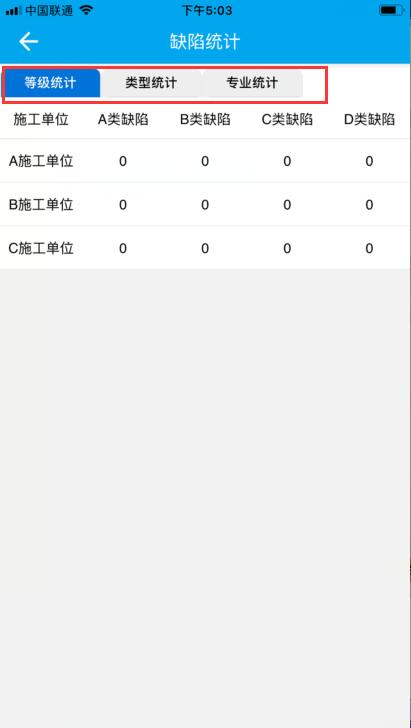 中国联通 下午5:03
缺陷统计
等级统计 类型统计 专业统计
施工单位 A类缺陷 B类缺陷 C类缺陷 D类缺陷
A施工单位 0 0 0 0
B施工单位 0 0 0 0
C施工单位 0 0 0 0